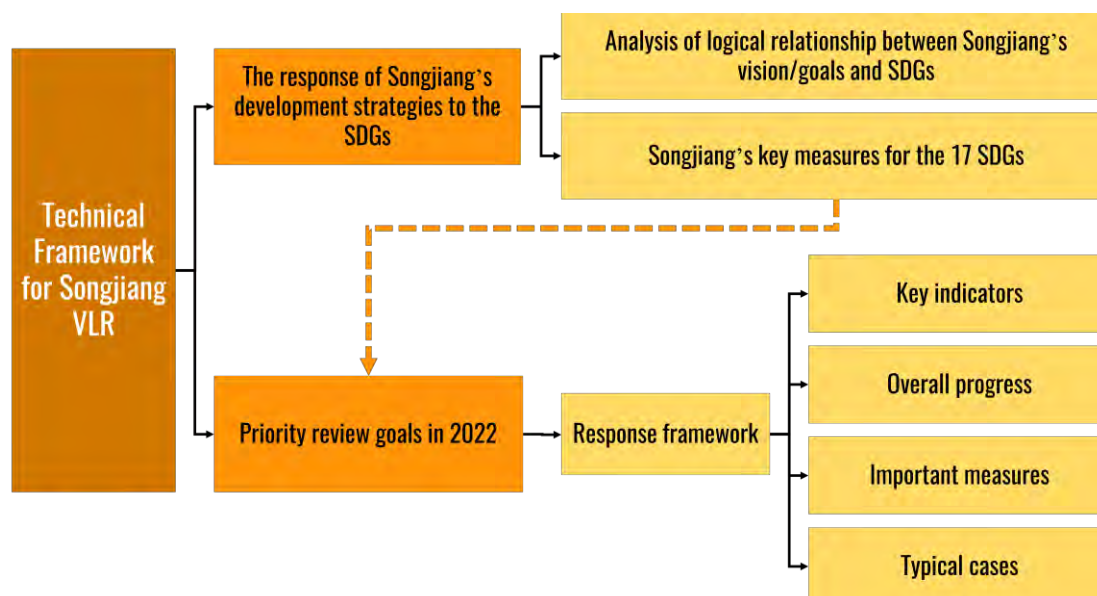 Technical
Framework
for Songjiang
VLR
The response of Songjiang’s
development strategies to the
SDGs
Analysis of logical relationship between Songjiang’s
vision/goals and SDGs
Songjiang’s key measures for the 17 SDGs
Priority review goals in 2022
Response framework
Key indicators
Overall progress
Important measures
Typical cases